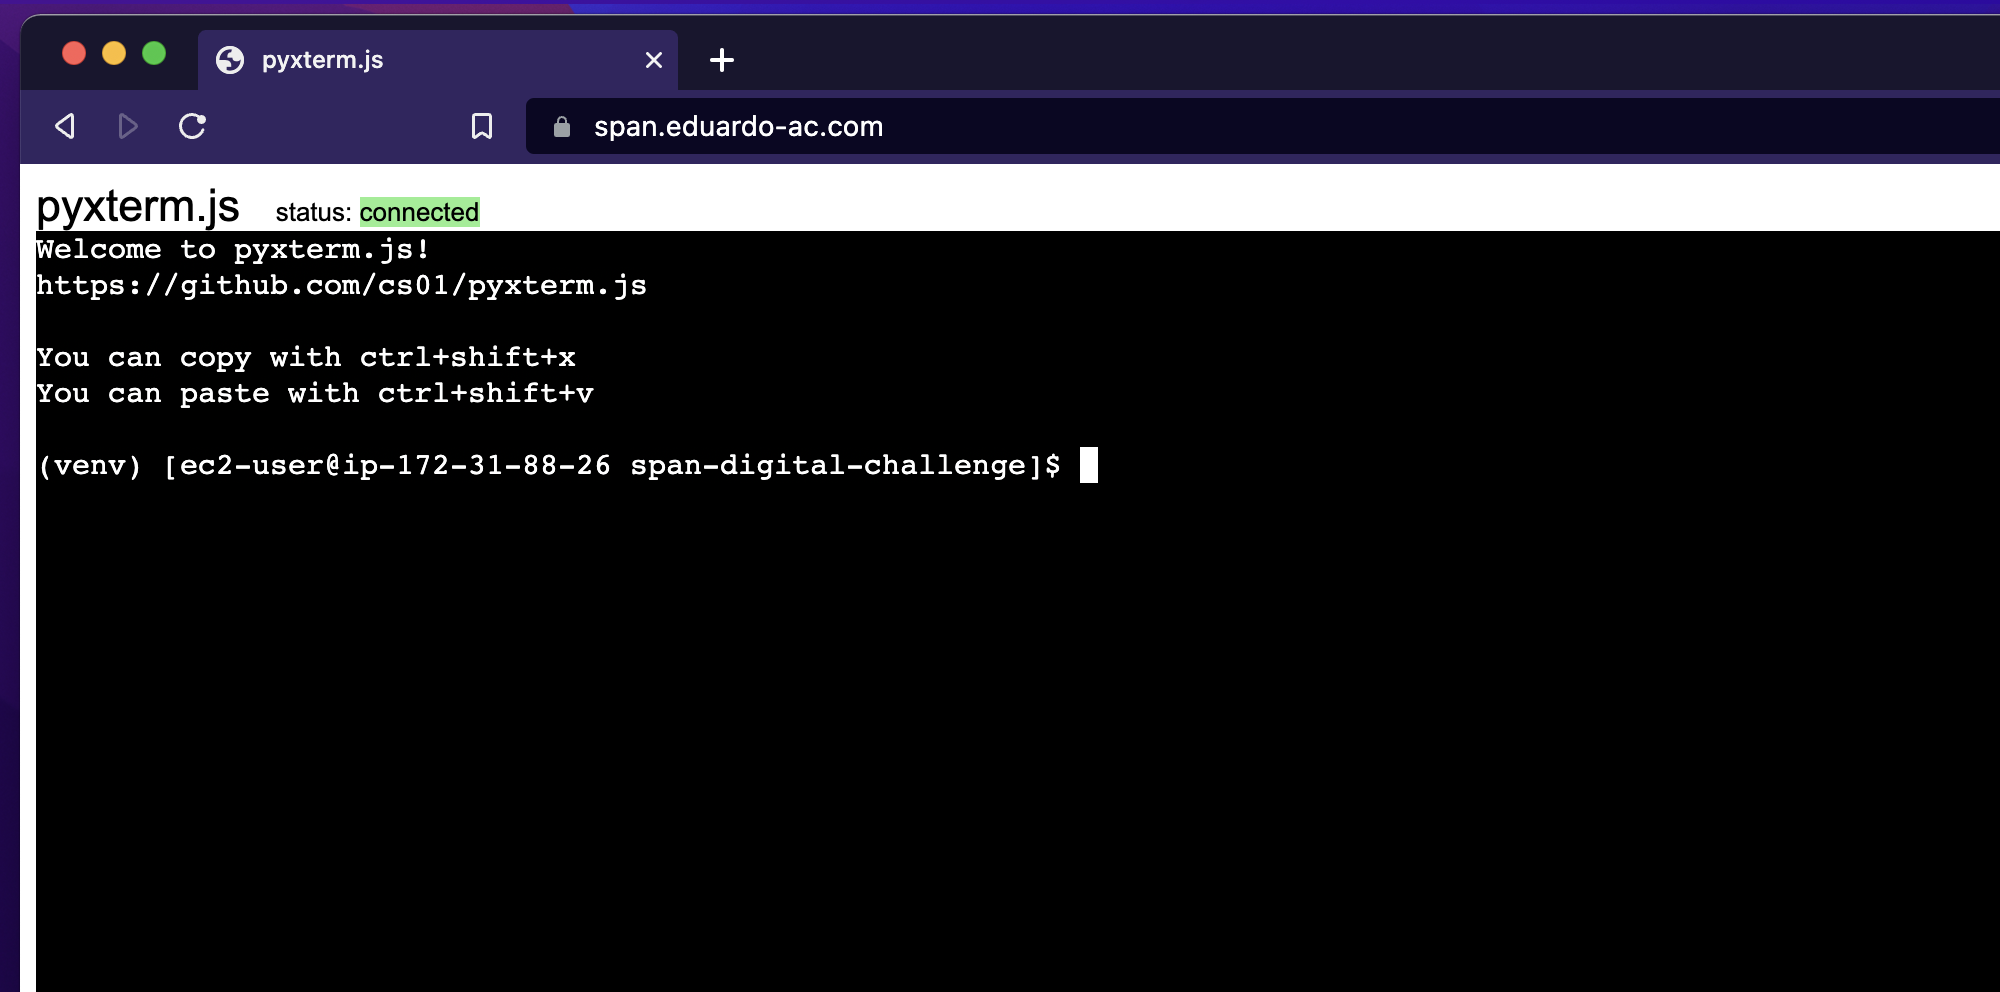 pyxterm.js
span.eduardo-ac.com
pyxterm.js status: connected
Welcome to pyxterm.js!
https://github.com/cs01/pyxterm.js
You can copy with ctrl+shift+x
You can paste with ctrl+shift+v
(venv) [ec2-user@ip-172-31-88-26 span-digital-challenge]$